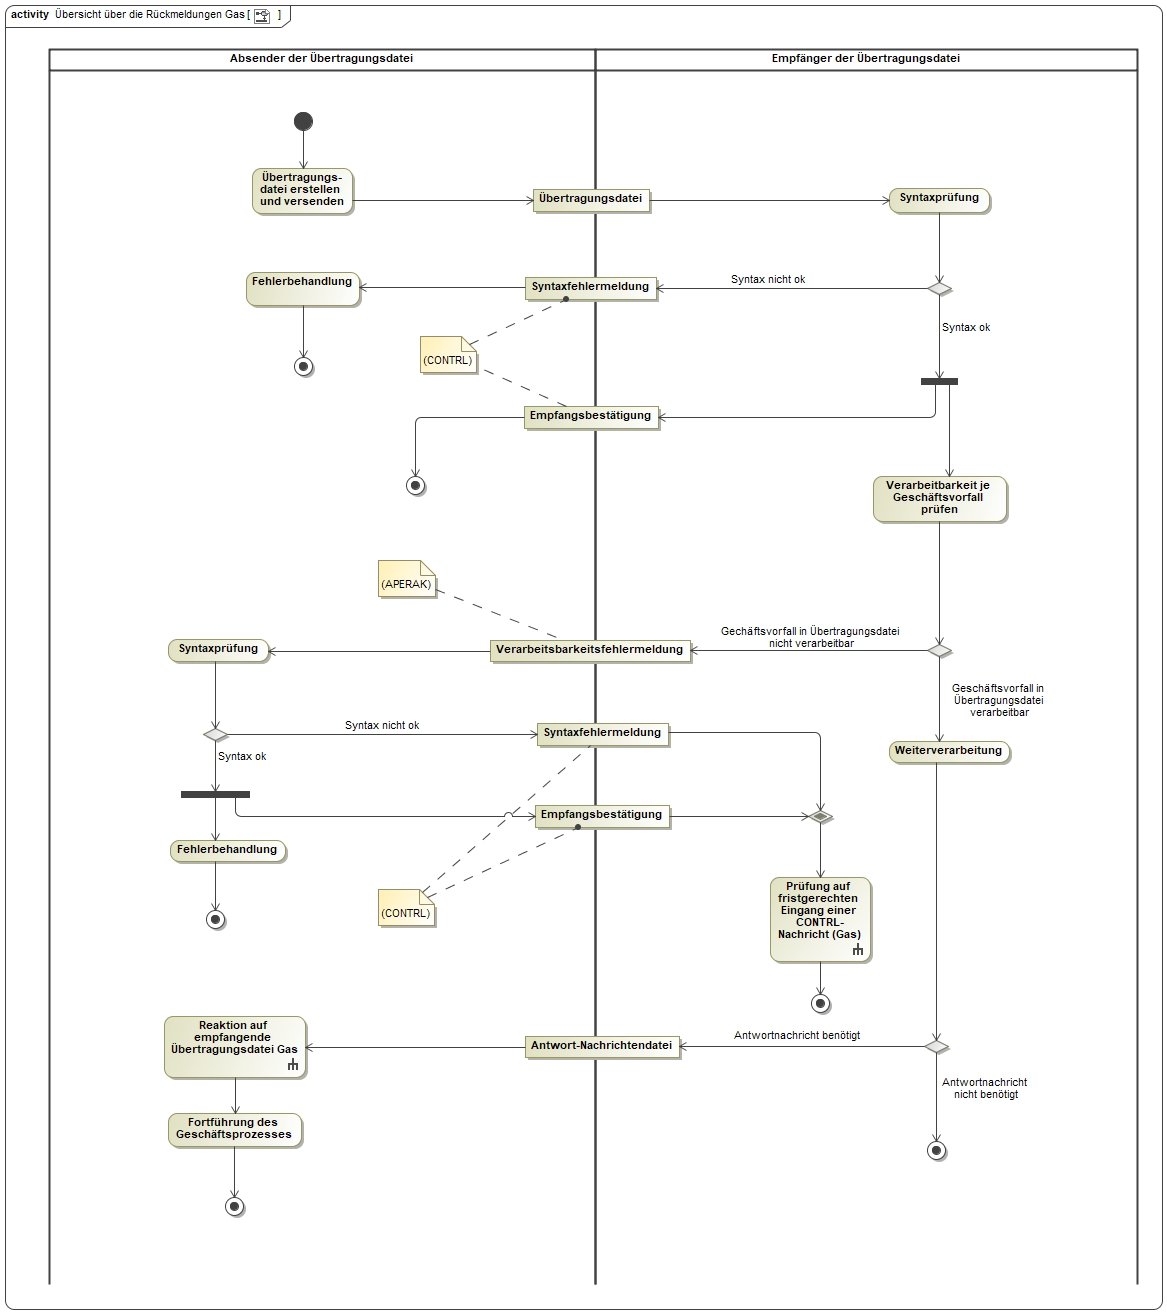 activity Übersicht über die Rückmeldungen Gas [ ]
Absender der Übertragungsdatei
Empfänger der Übertragungsdatei
Übertragungs-
datei erstellen
und versenden
Übertragungsdatei
Syntaxprüfung
Syntax nicht ok
Syntaxfehlermeldung
Fehlerbehandlung
Syntax ok
(CONTRL)
Empfangsbestätigung
Verarbeitbarkeit je
Geschäftsvorfall
prüfen
(APERAK)
Gechäftsvorfall in Übertragungsdatei
nicht verarbeitbar
Verarbeitsbarkeitsfehlermeldung
Syntaxprüfung
Geschäftsvorfall in
Übertragungsdatei
verarbeitbar
Syntax nicht ok
Syntaxfehlermeldung
Weiterverarbeitung
Syntax ok
Empfangsbestätigung
Fehlerbehandlung
(CONTRL)
Prüfung auf
fristgerechten
Eingang einer
CONTRL-
Nachricht (Gas)
Antwortnachricht benötigt
Antwort-Nachrichtendatei
Reaktion auf
empfangende
Übertragungsdatei Gas
Antwortnachricht
nicht benötigt
Fortführung des
Geschäftsprozesses